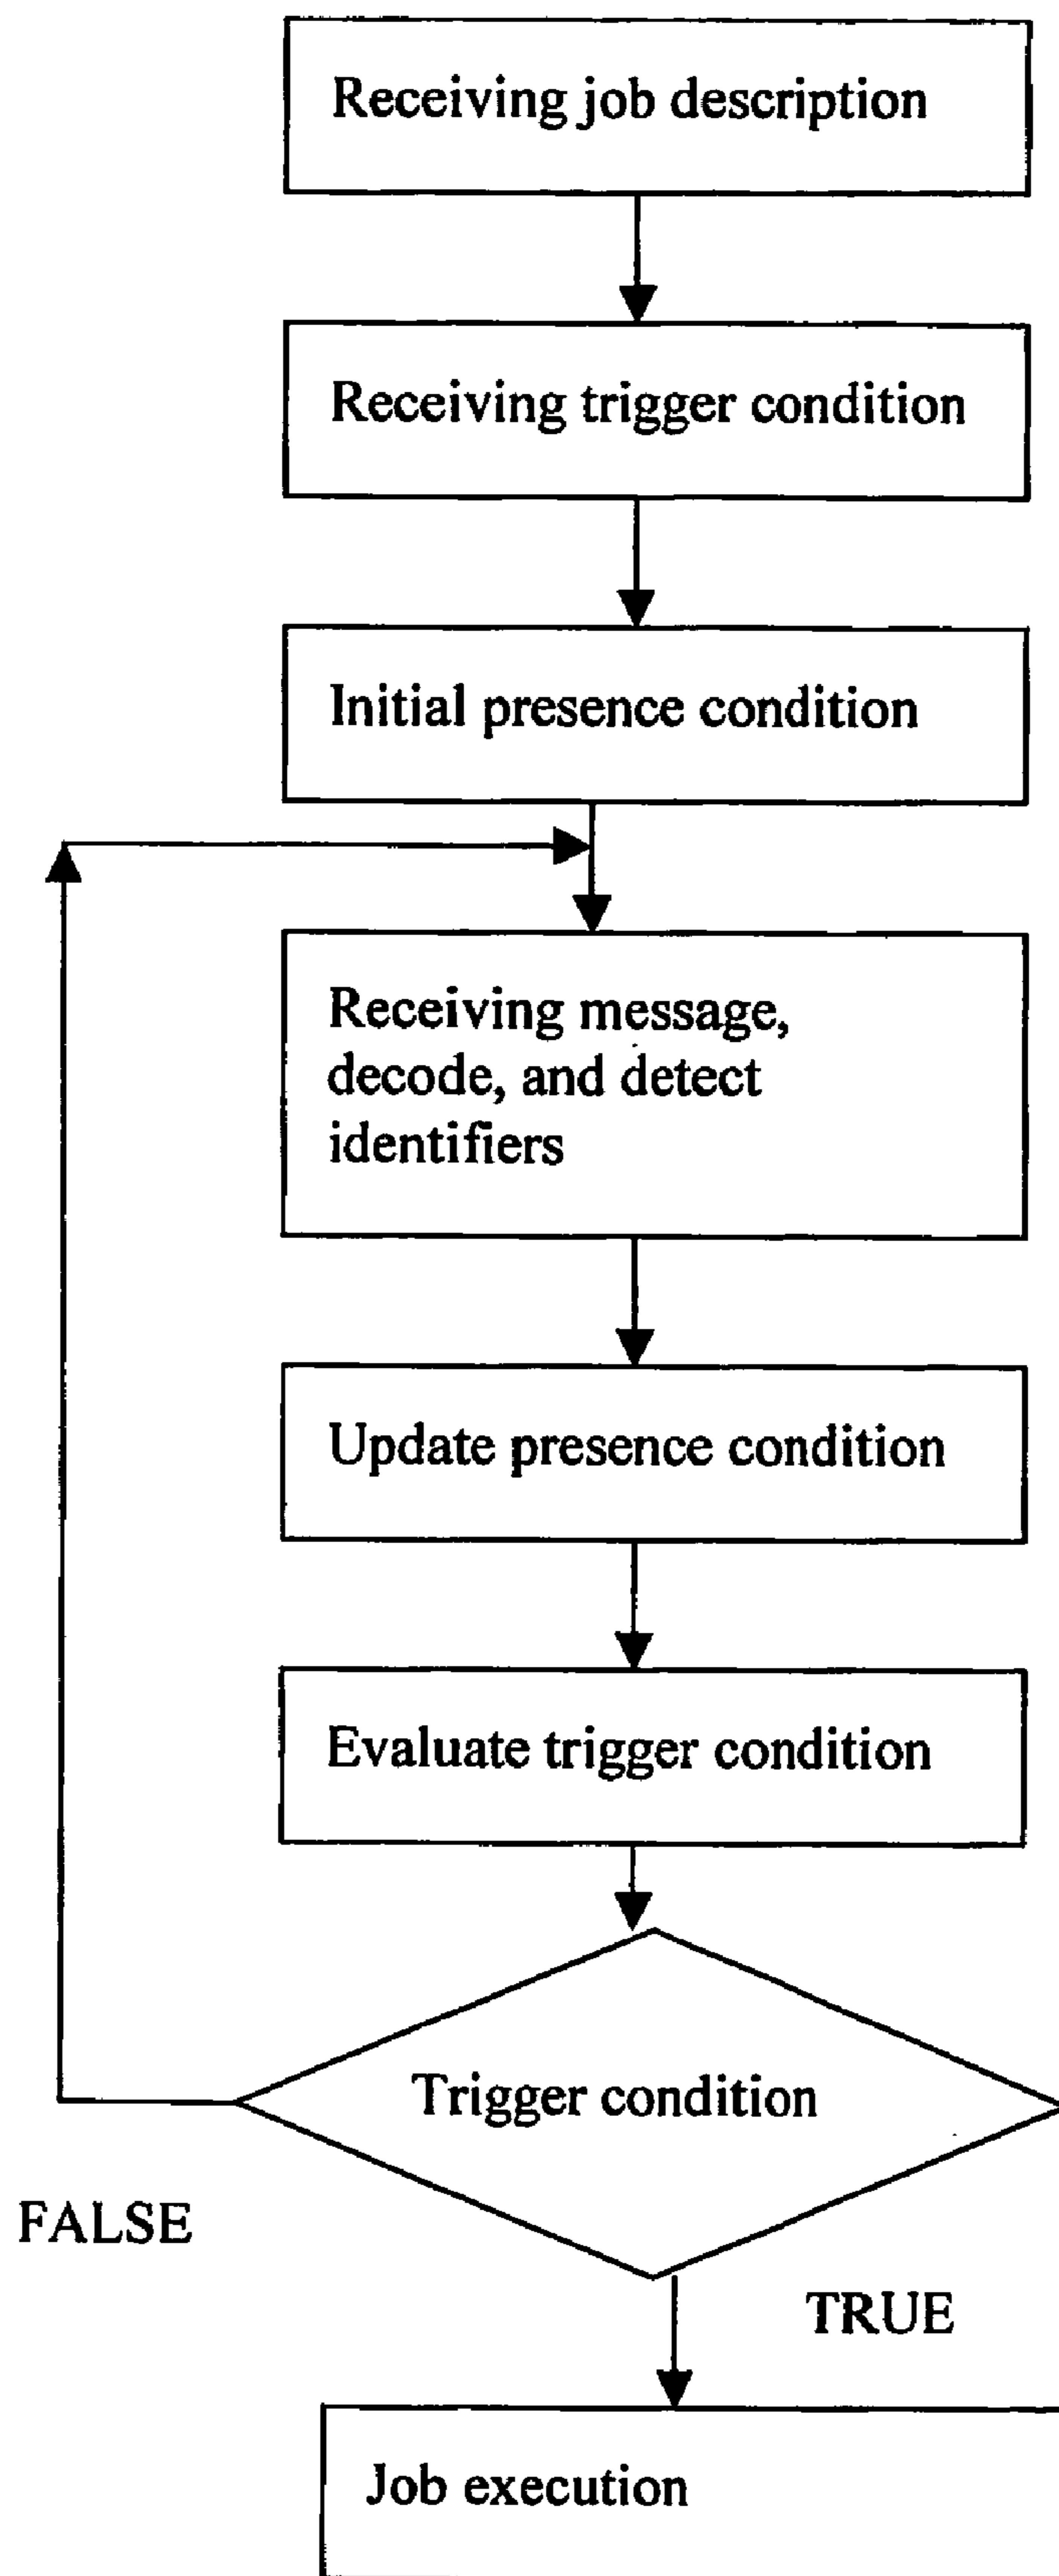 Receiving job description
Receiving trigger condition
Initial presence condition
Receiving message,
decode, and detect
identifiers
Update presence condition
Evaluate trigger condition
Trigger condition
FALSE
TRUE
Job execution